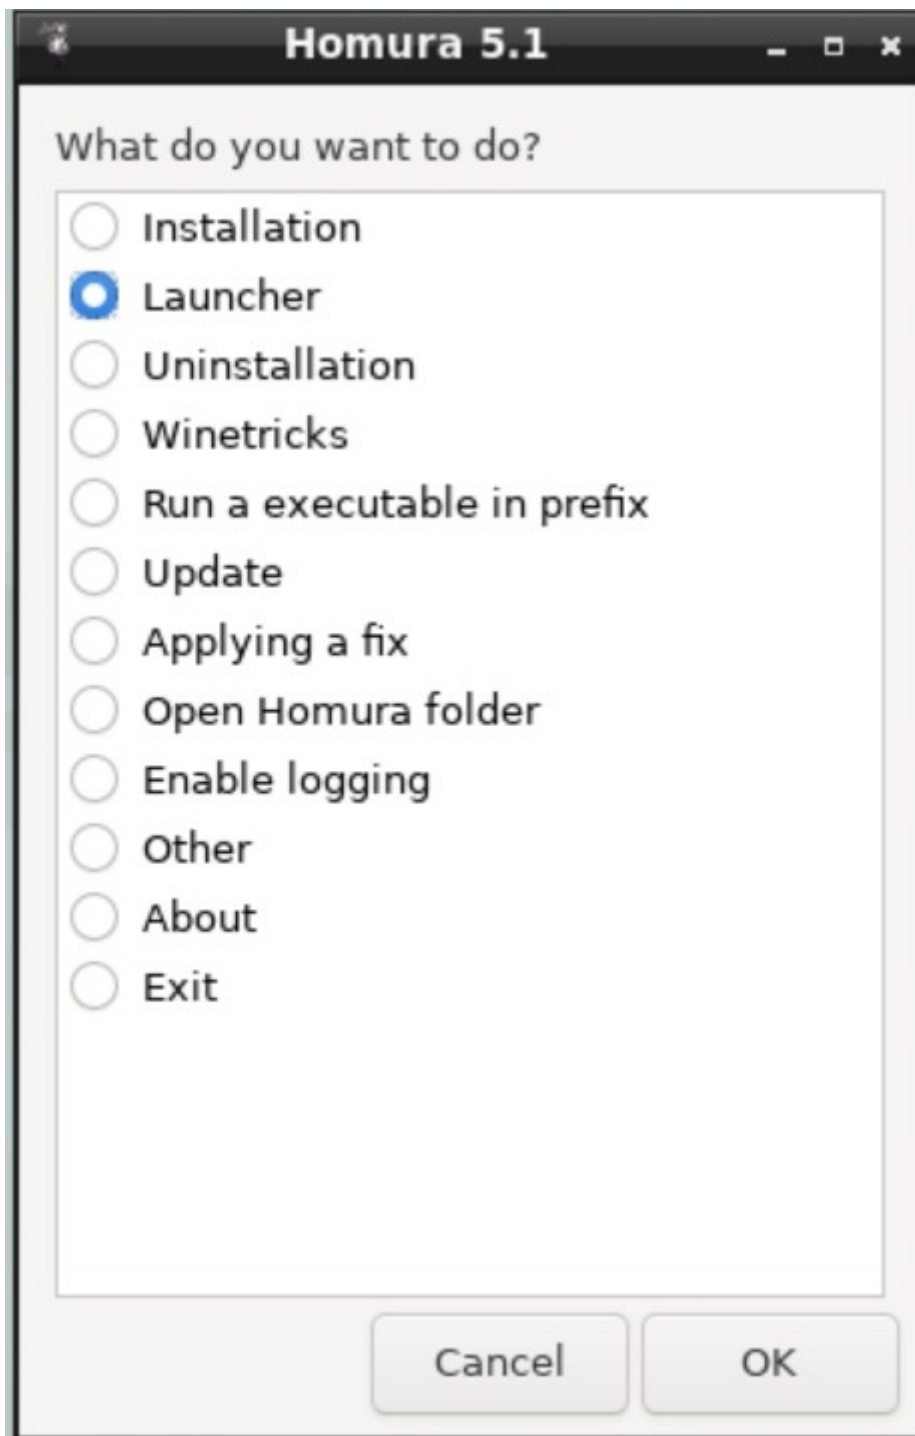 Homura 5.1
What do you want to do?
Installation
Launcher
Uninstallation
Winetricks
Run a executable in prefix
Update
Applying a fix
Open Homura folder
Enable logging
Other
About
Exit
Cancel
OK